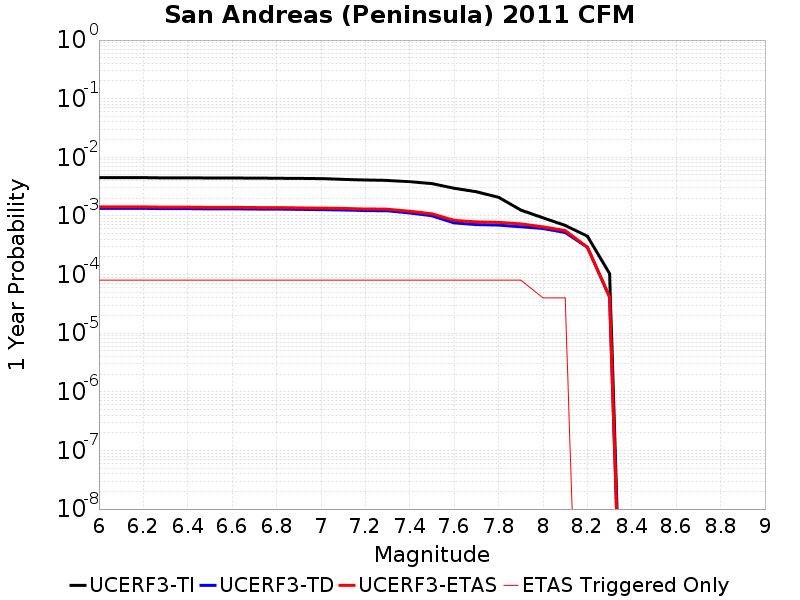 San Andreas (Peninsula) 2011 CFM
1 Year Probability
10^0
10^-1
10^-2
10^-3
10^-4
10^-5
10^-6
10^-7
10^-8
6 6.2 6.4 6.6 6.8 7 7.2 7.4 7.6 7.8 8 8.2 8.4 8.6 8.8 9
Magnitude
UCERF3-TI UCERF3-TD UCERF3-ETAS ETAS Triggered Only